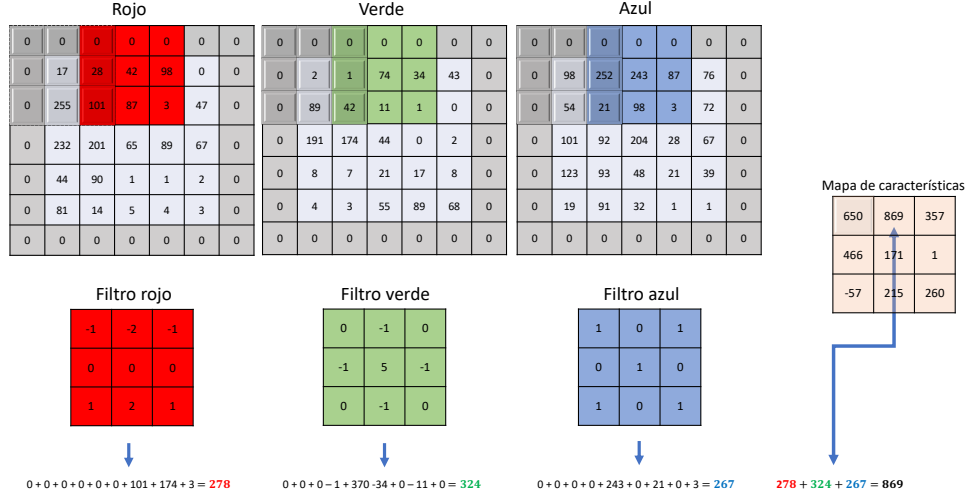 Rojo Verde Azul
0 0 0 0 0 0 0 0 0 0 0 0 0 0 0 0 0 0 0 0 0
0 17 28 42 98 0 0 0 2 1 74 34 43 0 0 98 252 243 87 76 0
0 255 101 87 3 47 0 0 89 42 11 1 0 0 0 54 21 98 3 72 0
0 232 201 65 89 67 0 0 191 174 44 0 2 0 0 101 92 204 28 67 0
0 44 90 1 1 2 0 0 8 7 21 17 8 0 0 123 93 48 21 39 0
0 81 14 5 4 3 0 0 4 3 55 89 68 0 0 19 91 32 1 1 0
0 0 0 0 0 0 0 0 0 0 0 0 0 0 0 0 0 0 0 0 0
Mapa de características
650 869 357
466 171 1
-57 215 260
Filtro rojo Filtro verde Filtro azul
-1 -2 -1 0 -1 0 1 0 1
0 0 0 -1 5 -1 0 1 0
1 2 1 0 -1 0 1 0 1
0 + 0 + 0 + 0 + 0 + 0 + 101 + 174 + 3 = 278 0 + 0 + 0 – 1 + 370 -34 + 0 – 11 + 0 = 324 0 + 0 + 0 + 0 + 243 + 0 + 21 + 0 + 3 = 267 278 + 324 + 267 = 869